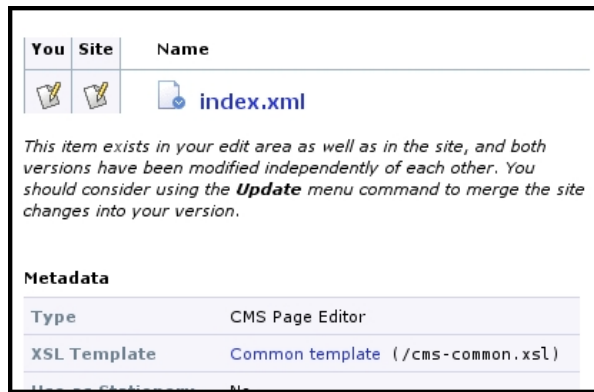 You Site Name
index.xml
This item exists in your edit area as well as in the site, and both
versions have been modified independently of each other. You
should consider using the Update menu command to merge the site
changes into your version.
Metadata
Type CMS Page Editor
XSL Template Common template (/cms-common.xsl)
Use as Stationery No